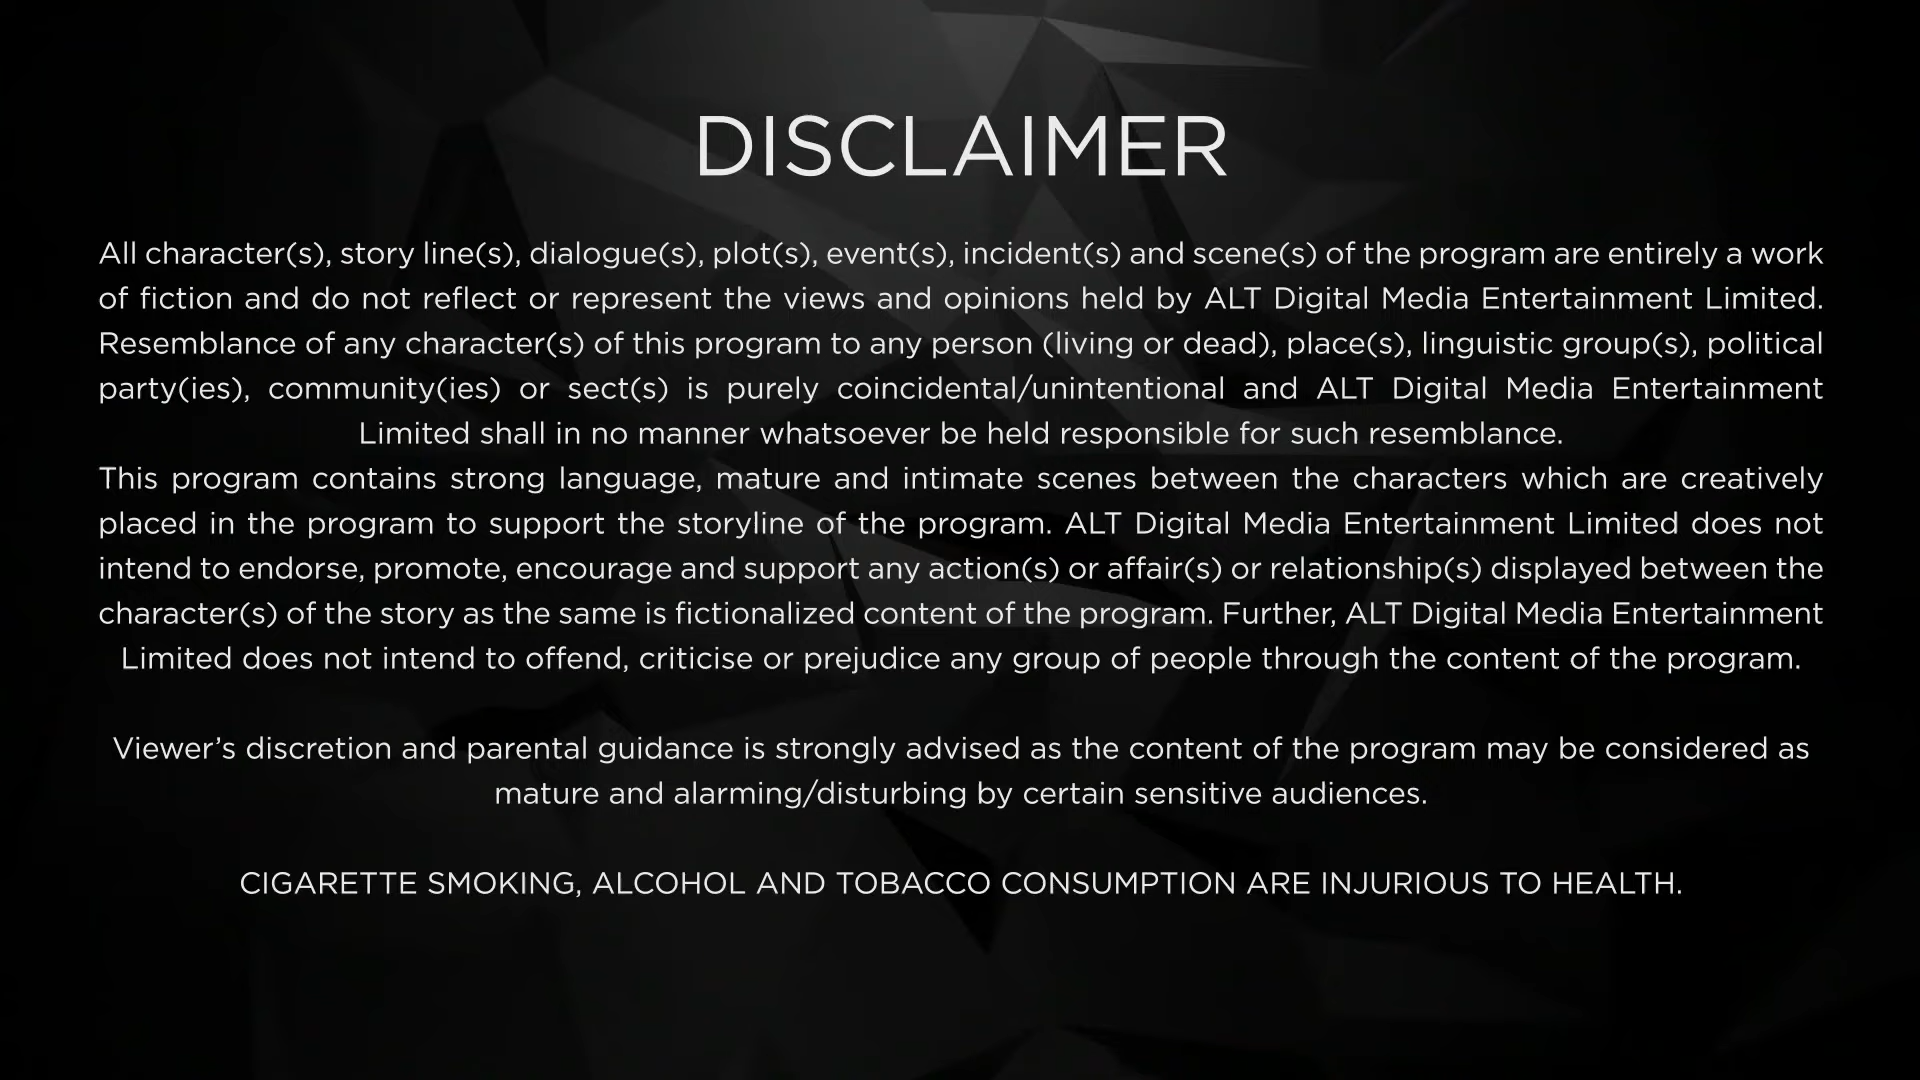 DISCLAIMER
All character(s), story line(s), dialogue(s), plot(s), event(s), incident(s) and scene(s) of the program are entirely a work
of fiction and do not reflect or represent the views and opinions held by ALT Digital Media Entertainment Limited.
Resemblance of any character(s) of this program to any person (living or dead), place(s), linguistic group(s), political
party(ies), community(ies) or sect(s) is purely coincidental/unintentional and ALT Digital Media Entertainment
Limited shall in no manner whatsoever be held responsible for such resemblance.
This program contains strong language, mature and intimate scenes between the characters which are creatively
placed in the program to support the storyline of the program. ALT Digital Media Entertainment Limited does not
intend to endorse, promote, encourage and support any action(s) or affair(s) or relationship(s) displayed between the
character(s) of the story as the same is fictionalized content of the program. Further, ALT Digital Media Entertainment
Limited does not intend to offend, criticise or prejudice any group of people through the content of the program.
Viewer’s discretion and parental guidance is strongly advised as the content of the program may be considered as
mature and alarming/disturbing by certain sensitive audiences.
CIGARETTE SMOKING, ALCOHOL AND TOBACCO CONSUMPTION ARE INJURIOUS TO HEALTH.